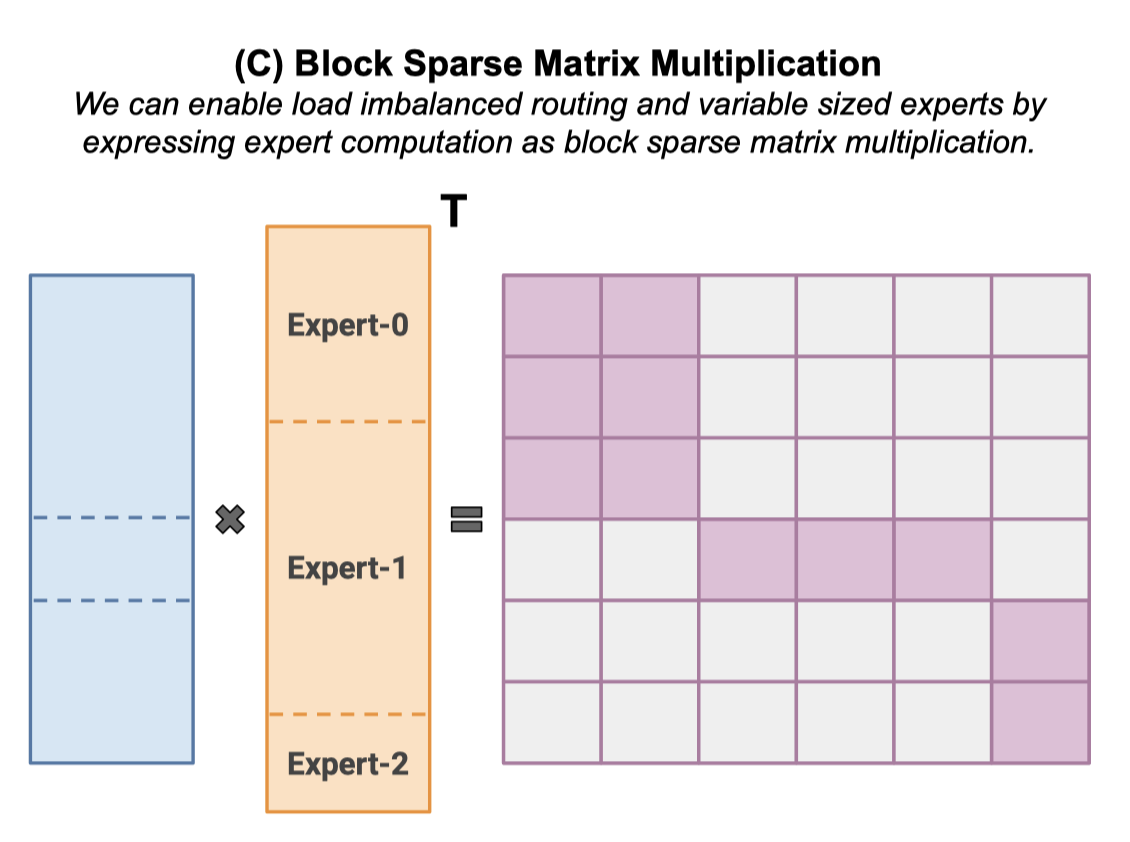 (C) Block Sparse Matrix Multiplication
We can enable load imbalanced routing and variable sized experts by
expressing expert computation as block sparse matrix multiplication.
T
Expert-0
Expert-1
Expert-2